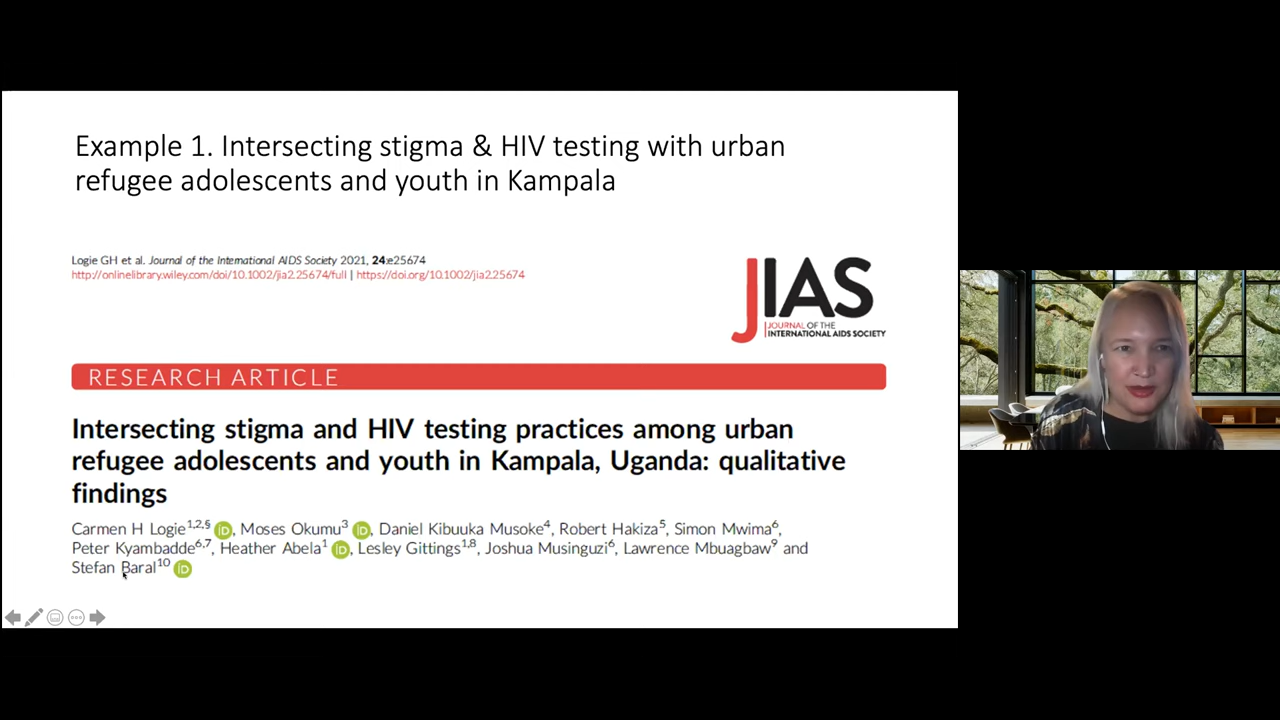 Example 1. Intersecting stigma & HIV testing with urban
refugee adolescents and youth in Kampala
Logie GH et al. Journal of the International AIDS Society 2021, 24:e25674
http://onlinelibrary.wiley.com/doi/10.1002/jia2.25674/full | https://doi.org/10.1002/jia2.25674
JIAS
JOURNAL OF THE
INTERNATIONAL AIDS SOCIETY
RESEARCH ARTICLE
Intersecting stigma and HIV testing practices among urban
refugee adolescents and youth in Kampala, Uganda: qualitative
findings
Carmen H Logie1,2,§ iD, Moses Okumu3 iD, Daniel Kibuuka Musoke4, Robert Hakiza5, Simon Mwima6,
Peter Kyambadde6,7, Heather Abela1 iD, Lesley Gittings1,8, Joshua Musinguzi6, Lawrence Mbuagbaw9 and
Stefan Baral10 iD